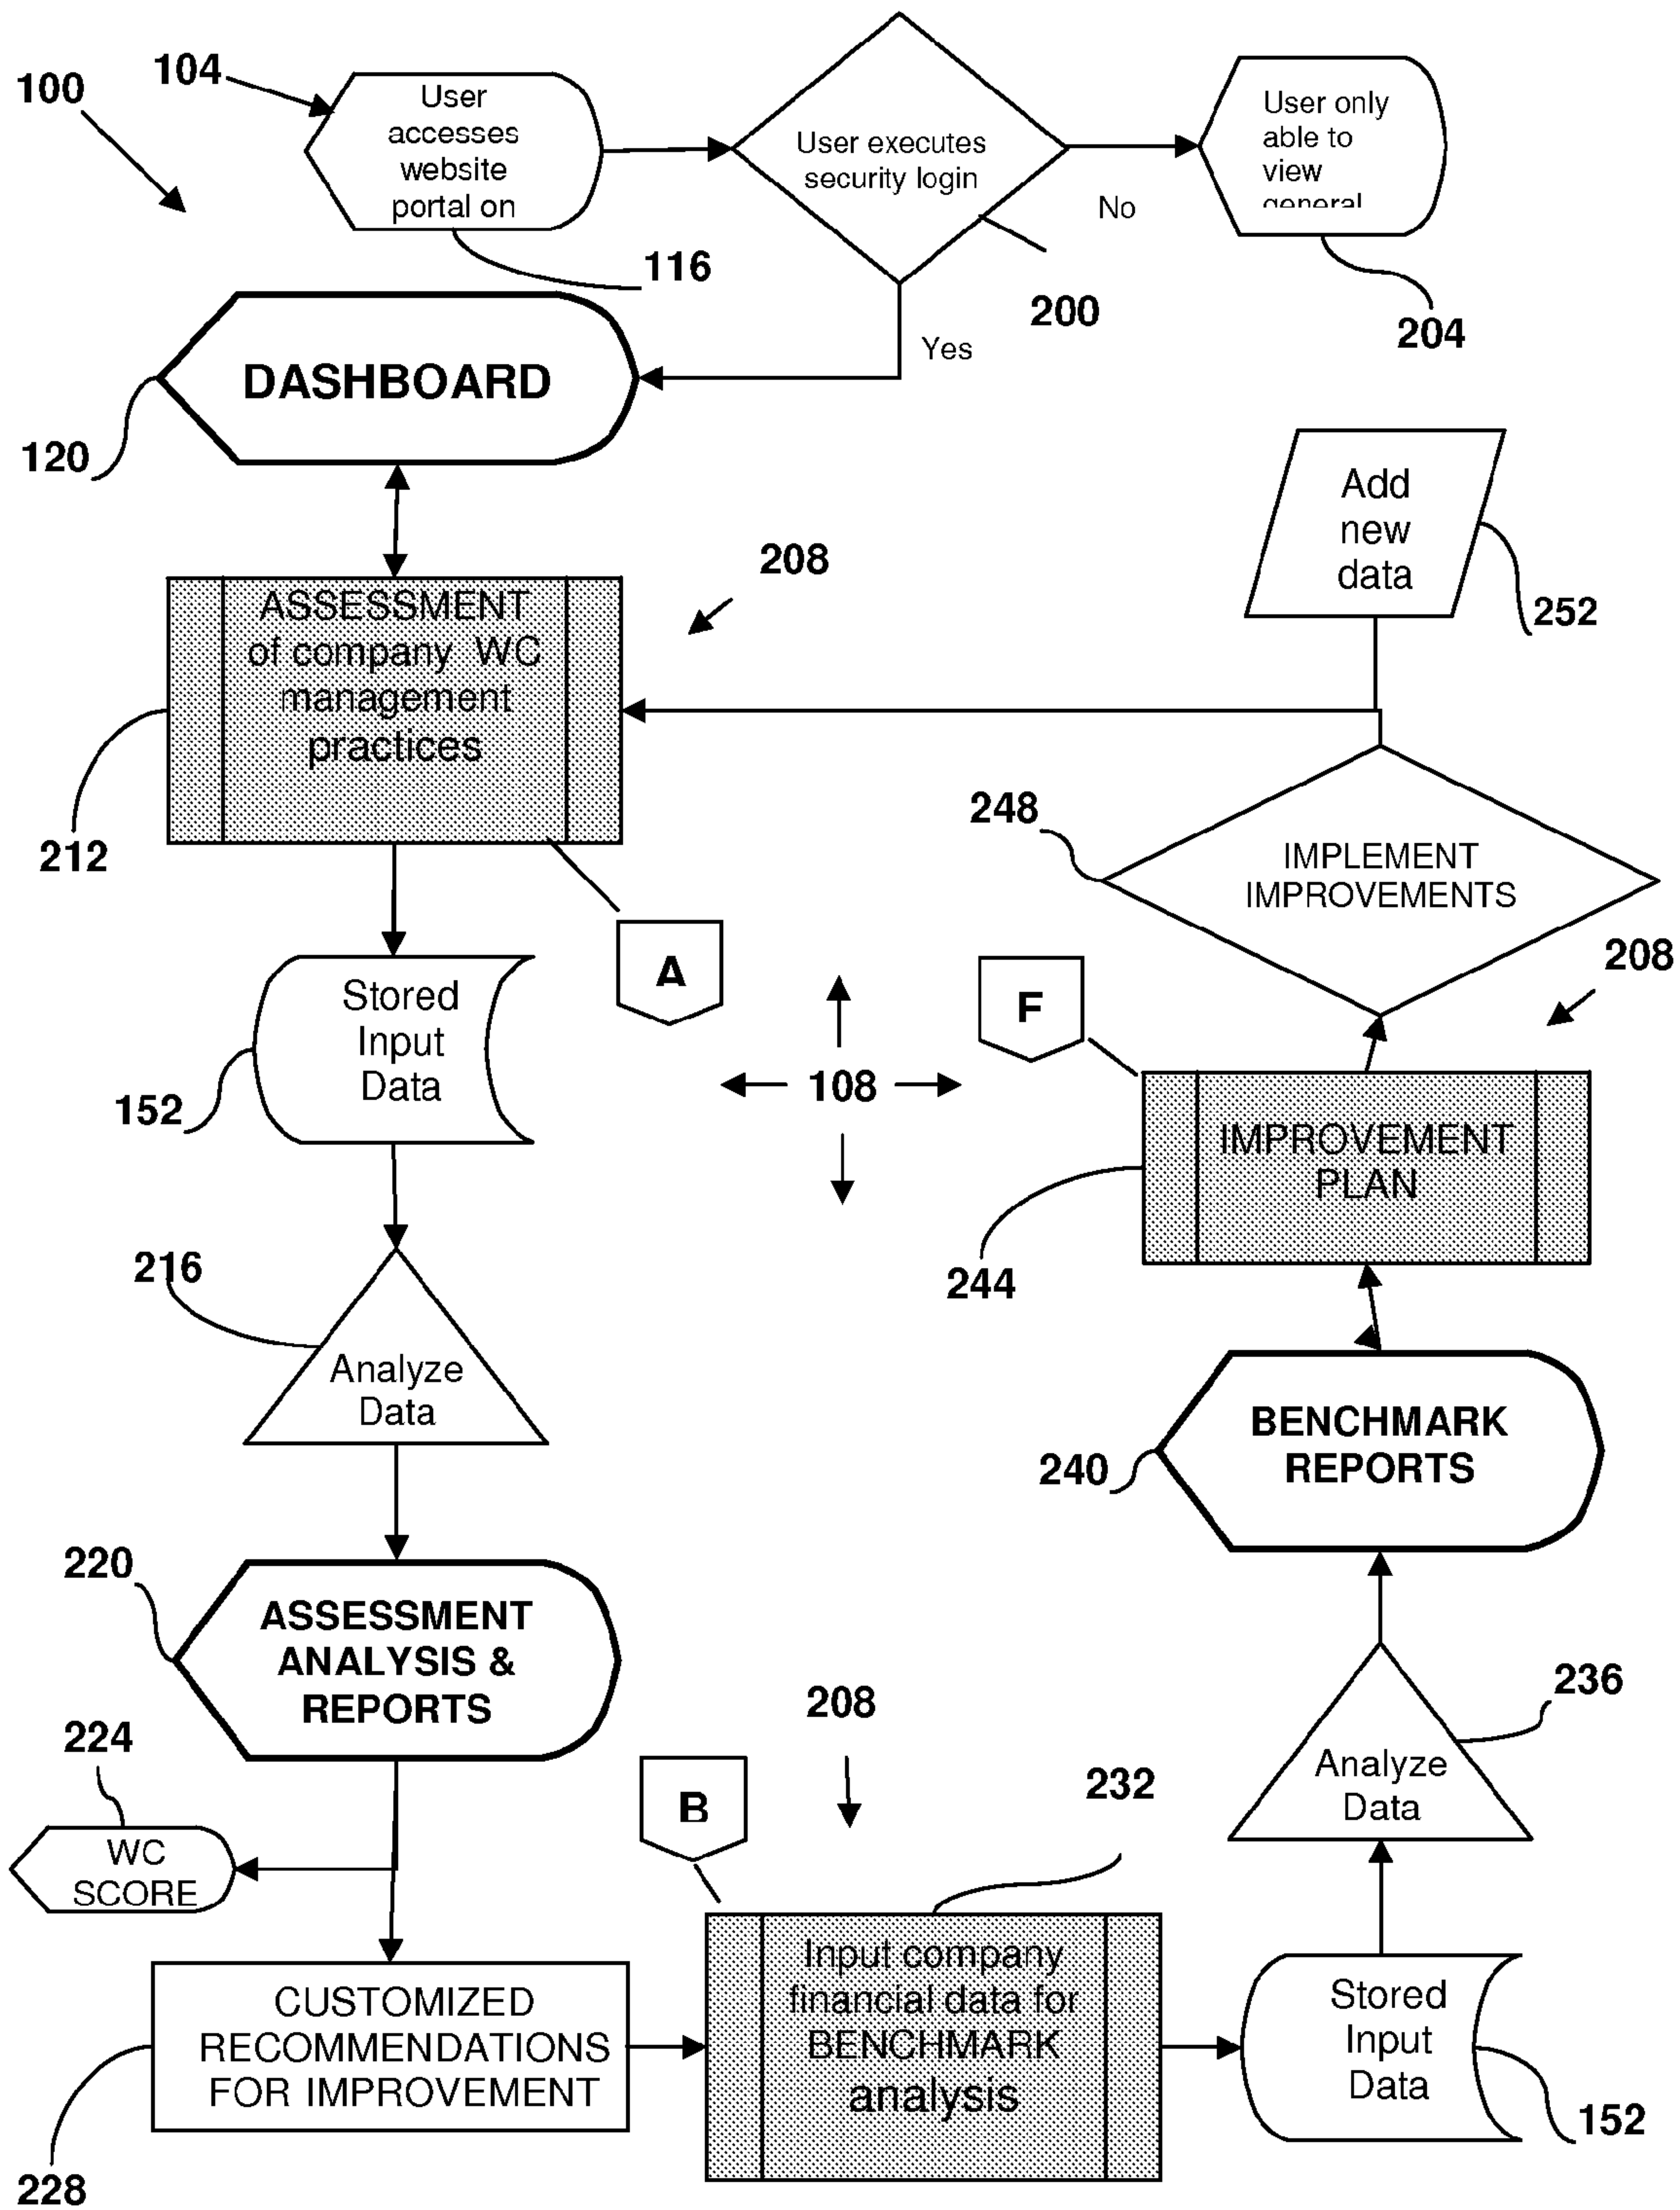 100
104
User
accesses
website
portal on
116
User executes
security login
200
No
User only
able to
view
general
204
Yes
DASHBOARD
120
208
ASSESSMENT
of company WC
management
practices
212
A
Add
new
data
252
248
IMPLEMENT
IMPROVEMENTS
208
F
108
Stored
Input
Data
152
IMPROVEMENT
PLAN
244
216
Analyze
Data
BENCHMARK
REPORTS
240
220
ASSESSMENT
ANALYSIS &
REPORTS
224
WC
SCORE
236
Analyze
Data
208
B
232
CUSTOMIZED
RECOMMENDATIONS
FOR IMPROVEMENT
228
Input company
financial data for
BENCHMARK
analysis
Stored
Input
Data
152